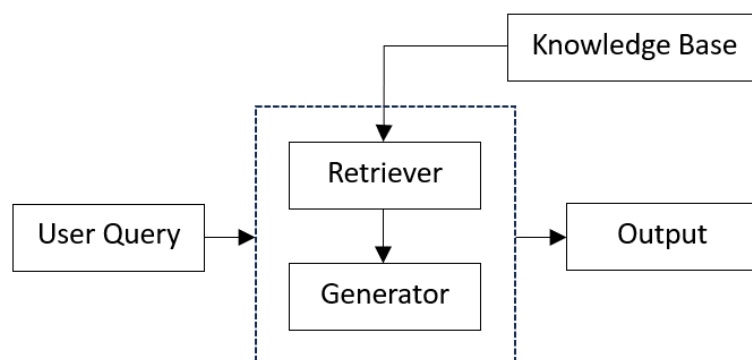 Knowledge Base
Retriever
User Query
Output
Generator